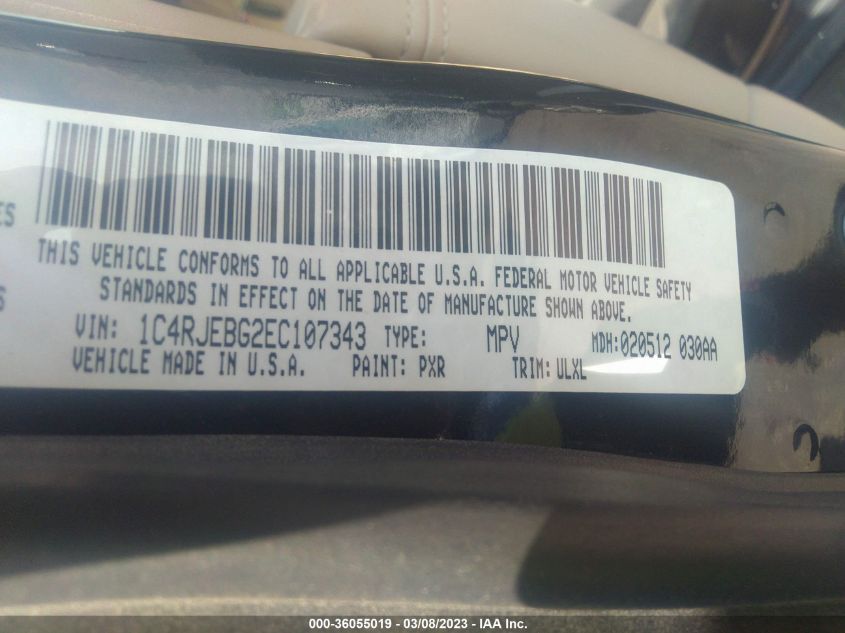 ES
THIS VEHICLE CONFORMS TO ALL APPLICABLE U.S.A. FEDERAL MOTOR VEHICLE SAFETY
S
STANDARDS IN EFFECT ON THE DATE OF MANUFACTURE SHOWN ABOVE.
VIN: 1C4RJEBG2EC107343 TYPE: MPV MDH:020512 030AA
VEHICLE MADE IN U.S.A. PAINT: PXR TRIM: ULXL
000-36055019 — 03/08/2023 — IAA Inc.